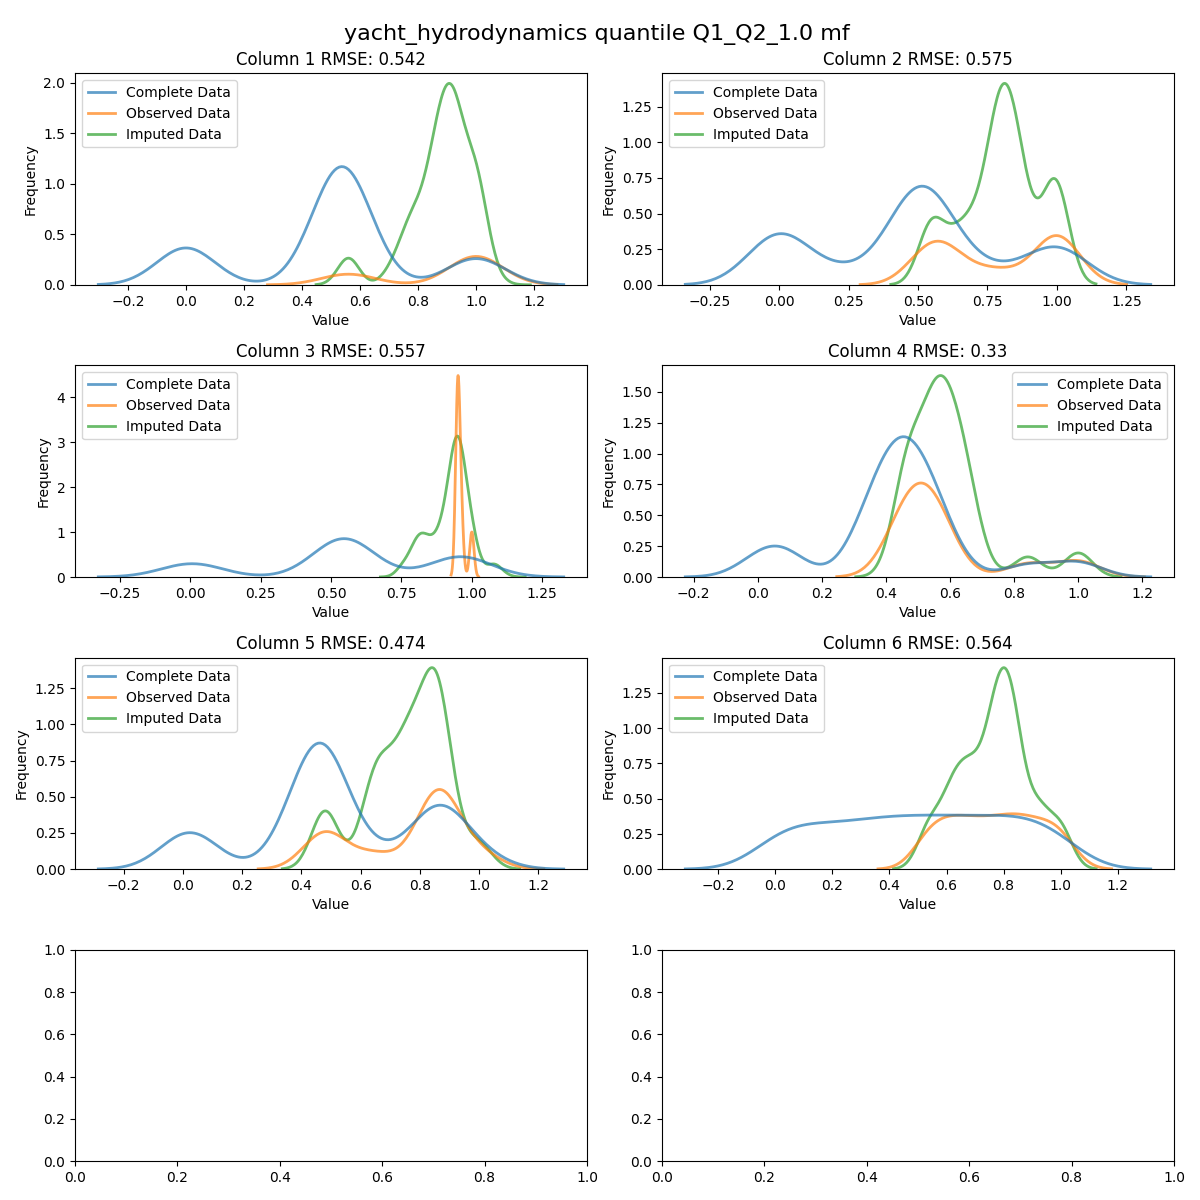 yacht_hydrodynamics quantile Q1_Q2_1.0 mf
Column 1 RMSE: 0.542
Frequency
2.0
1.5
1.0
0.5
0.0
Complete Data
Observed Data
Imputed Data
−0.2 0.0 0.2 0.4 0.6 0.8 1.0 1.2
Value
Column 2 RMSE: 0.575
Frequency
1.25
1.00
0.75
0.50
0.25
0.00
Complete Data
Observed Data
Imputed Data
−0.25 0.00 0.25 0.50 0.75 1.00 1.25
Value
Column 3 RMSE: 0.557
Frequency
4
3
2
1
0
Complete Data
Observed Data
Imputed Data
−0.25 0.00 0.25 0.50 0.75 1.00 1.25
Value
Column 4 RMSE: 0.33
Frequency
1.50
1.25
1.00
0.75
0.50
0.25
0.00
Complete Data
Observed Data
Imputed Data
−0.2 0.0 0.2 0.4 0.6 0.8 1.0 1.2
Value
Column 5 RMSE: 0.474
Frequency
1.25
1.00
0.75
0.50
0.25
0.00
Complete Data
Observed Data
Imputed Data
−0.2 0.0 0.2 0.4 0.6 0.8 1.0 1.2
Value
Column 6 RMSE: 0.564
Frequency
1.25
1.00
0.75
0.50
0.25
0.00
Complete Data
Observed Data
Imputed Data
−0.2 0.0 0.2 0.4 0.6 0.8 1.0 1.2
Value
1.0
0.8
0.6
0.4
0.2
0.0
0.0 0.2 0.4 0.6 0.8 1.0
1.0
0.8
0.6
0.4
0.2
0.0
0.0 0.2 0.4 0.6 0.8 1.0